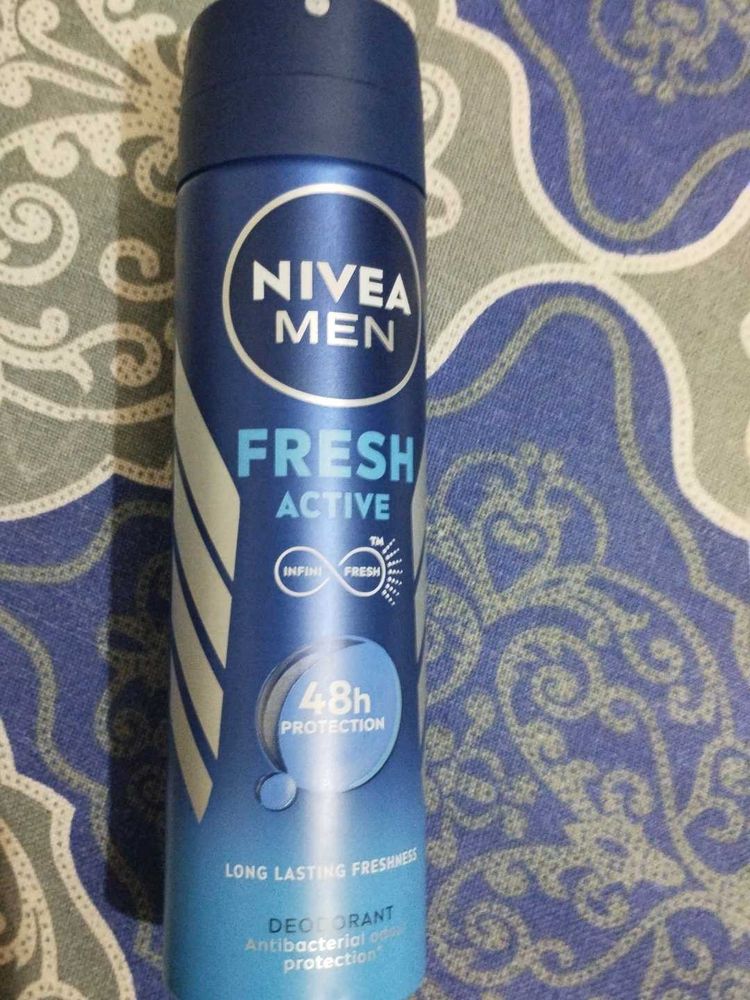 NIVEA
MEN
FRESH
ACTIVE
TM
INFINI FRESH
48h
PROTECTION
LONG LASTING FRESHNESS
DEODORANT
Antibacterial odour
protection*